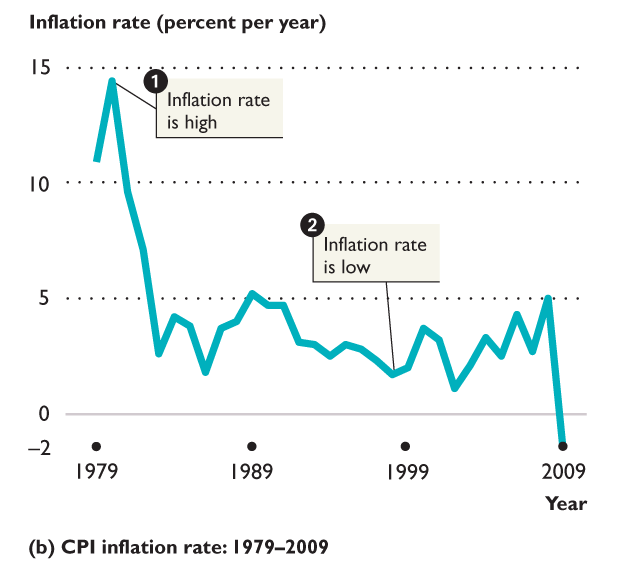 Inflation rate (percent per year)
15
1
Inflation rate
is high
10
2
Inflation rate
is low
5
0
–2
1979 1989 1999 2009
Year
(b) CPI inflation rate: 1979–2009